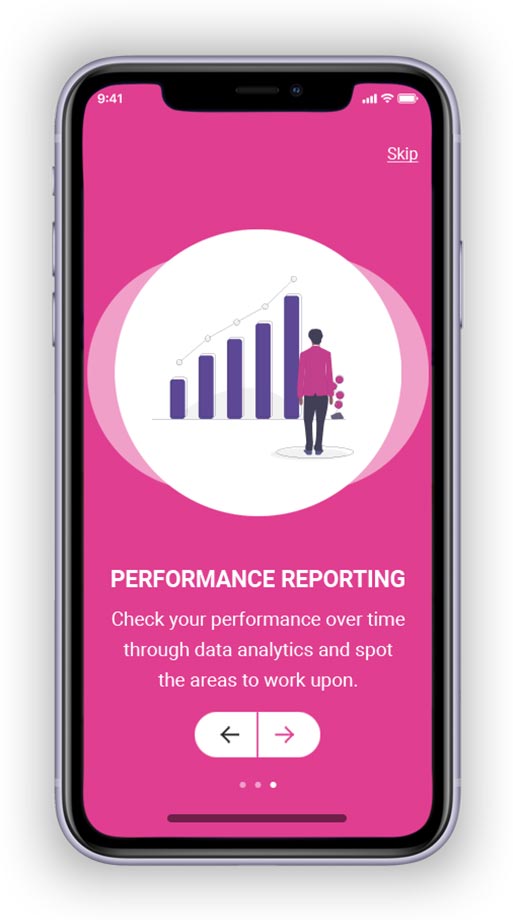 9:41
Skip
PERFORMANCE REPORTING
Check your performance over time
through data analytics and spot
the areas to work upon.